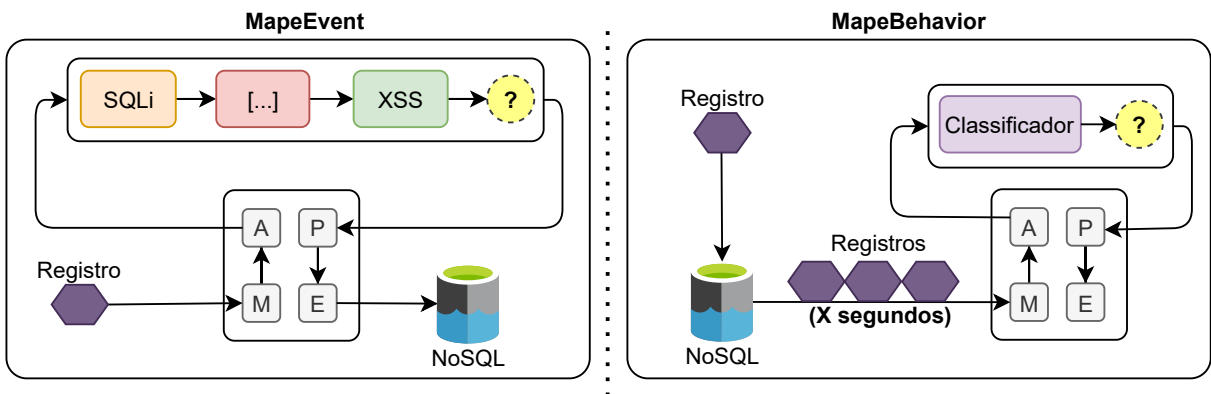 MapeEvent
SQLi
[...]
XSS
?
A
P
M
E
Registro
NoSQL
MapeBehavior
Registro
Classificador
?
A
P
M
E
Registros
(X segundos)
NoSQL